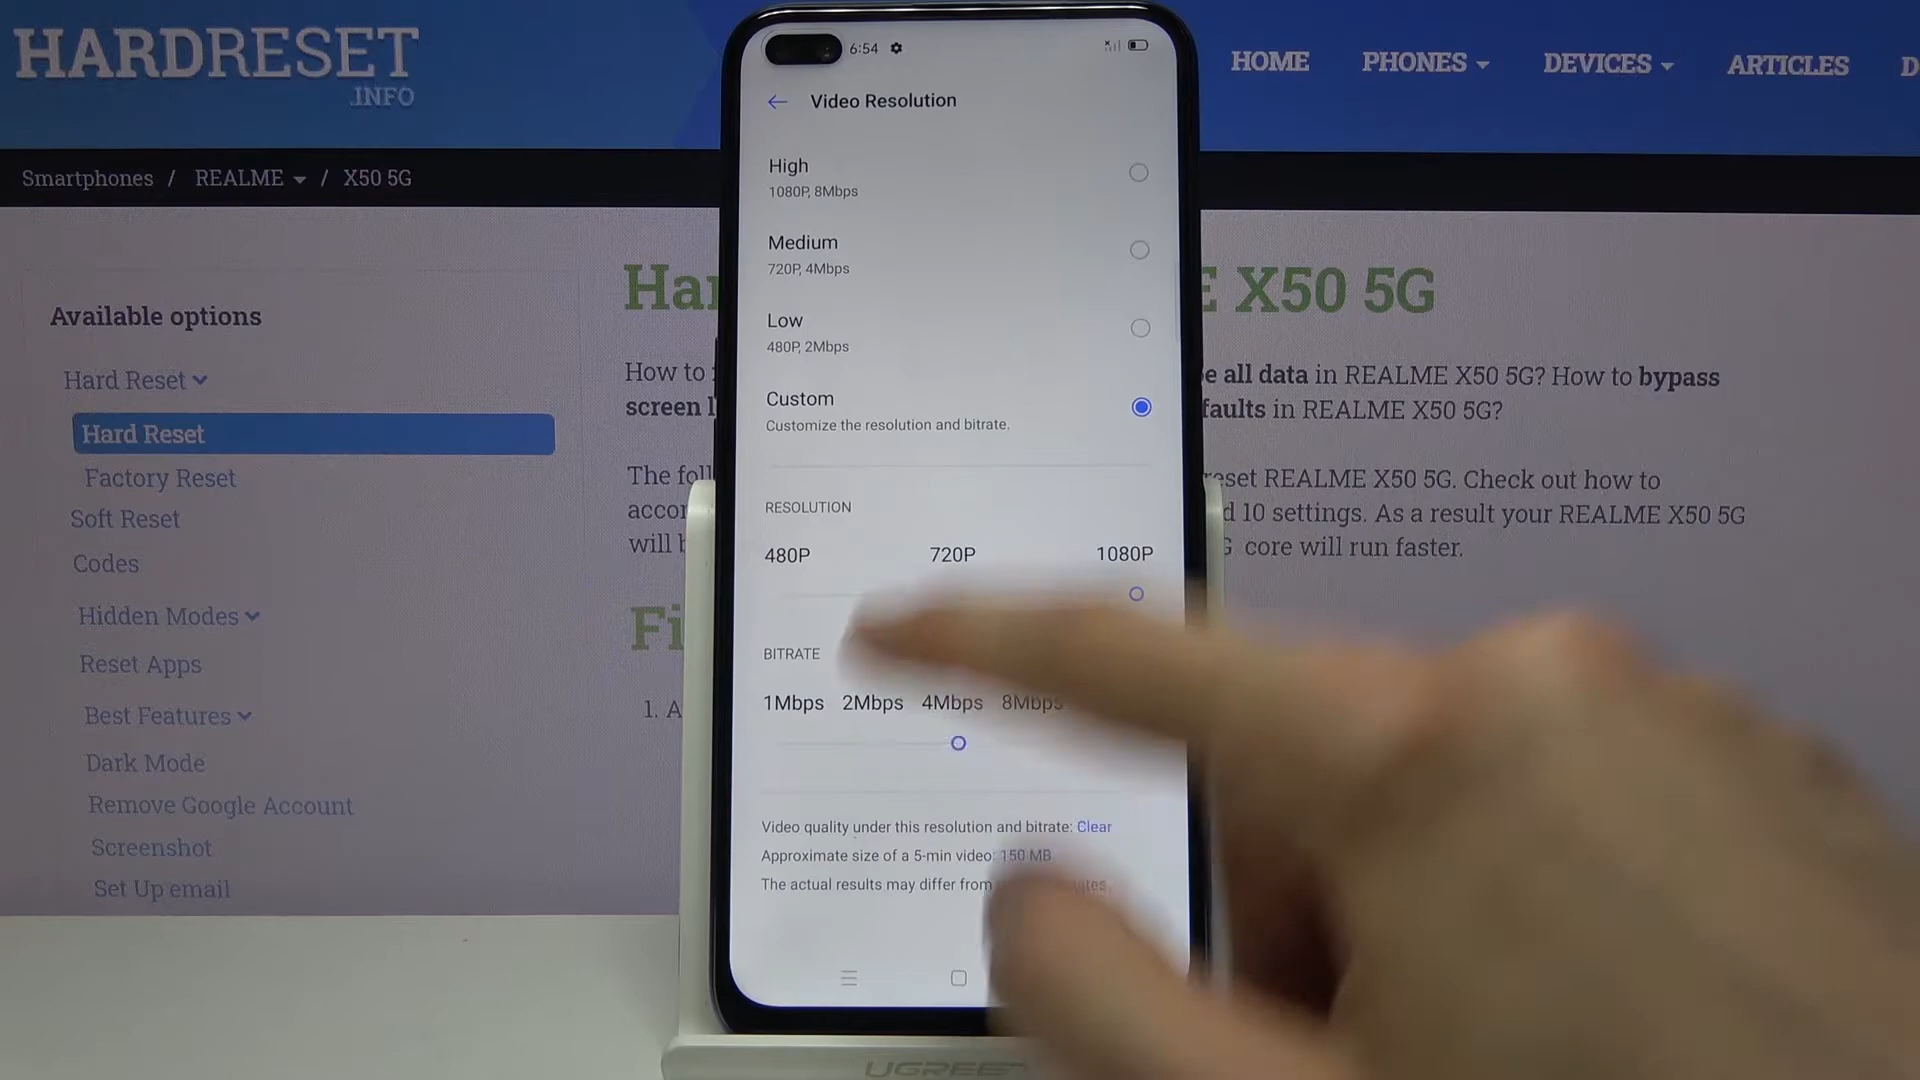 HARDRESET
.INFO
HOME PHONES DEVICES ARTICLES D
Smartphones / REALME / X50 5G
Available options
Hard Reset
Hard Reset
Factory Reset
Soft Reset
Codes
Hidden Modes
Reset Apps
Best Features
Dark Mode
Remove Google Account
Screenshot
Set Up email
X50 5G
How to
e all data in REALME X50 5G? How to bypass
screen l
faults in REALME X50 5G?
The fol
reset REALME X50 5G. Check out how to
accor
d 10 settings. As a result your REALME X50 5G
will b
G core will run faster.
Fi
1. A
6:54
Video Resolution
High
1080P, 8Mbps
Medium
720P, 4Mbps
Low
480P, 2Mbps
Custom
Customize the resolution and bitrate.
RESOLUTION
480P 720P 1080P
BITRATE
1Mbps 2Mbps 4Mbps 8Mbps
Video quality under this resolution and bitrate: Clear
Approximate size of a 5-min video: 150 MB
The actual results may differ from
UGREE